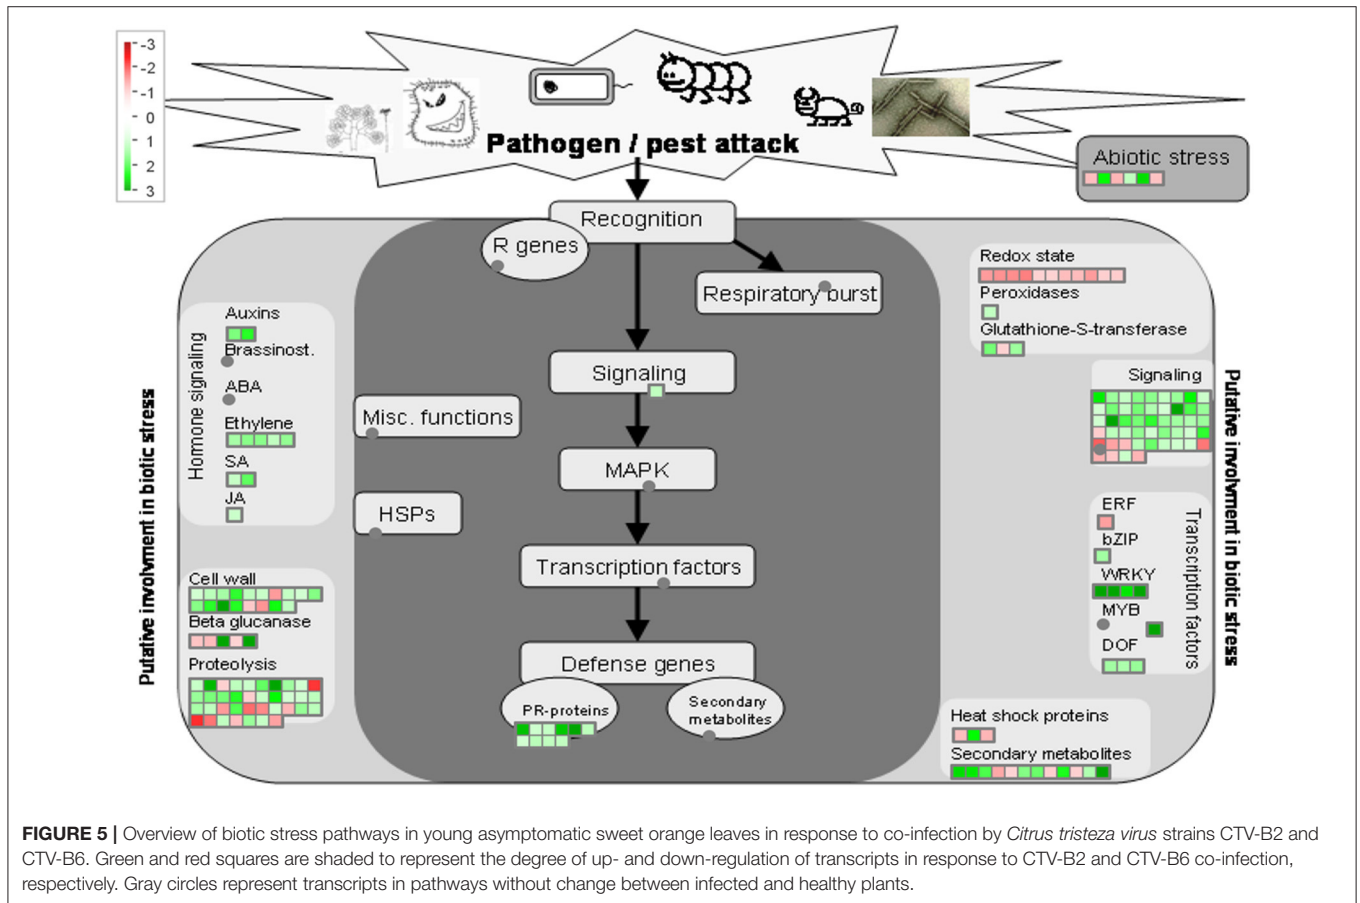 -3
-2
-1
0
1
2
3
Pathogen / pest attack
Abiotic stress
Recognition
R genes
Respiratory burst
Redox state
Peroxidases
Glutathione-S-transferase
Hormone signaling
Auxins
Brassinost.
ABA
Ethylene
SA
JA
Signaling
Signaling
Misc. functions
MAPK
HSPs
Putative involvment in biotic stress
Putative involvment in biotic stress
ERF
bZIP
WRKY
MYB
DOF
Transcription factors
Transcription factors
Cell wall
Beta glucanase
Proteolysis
Defense genes
PR-proteins
Secondary
metabolites
Heat shock proteins
Secondary metabolites
FIGURE 5 | Overview of biotic stress pathways in young asymptomatic sweet orange leaves in response to co-infection by Citrus tristeza virus strains CTV-B2 and
CTV-B6. Green and red squares are shaded to represent the degree of up- and down-regulation of transcripts in response to CTV-B2 and CTV-B6 co-infection,
respectively. Gray circles represent transcripts in pathways without change between infected and healthy plants.